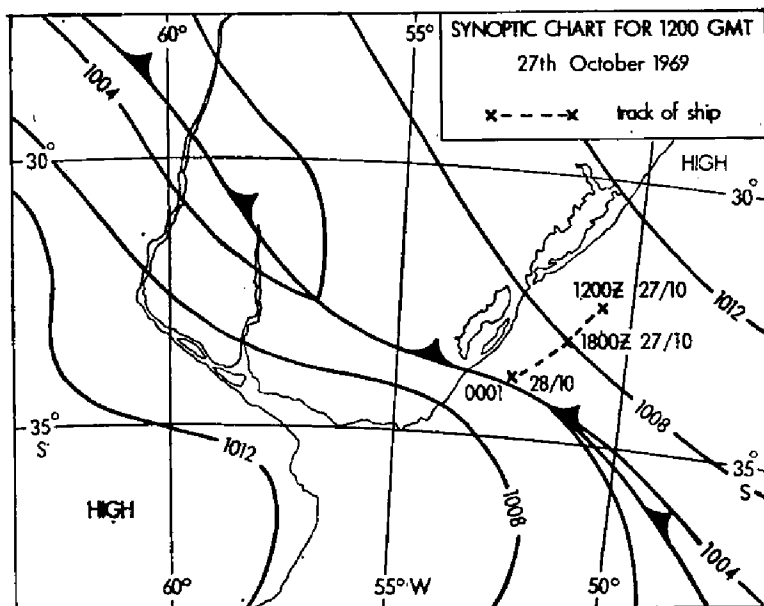 SYNOPTIC CHART FOR 1200 GMT
27th October 1969
x-----x track of ship
60°
55°
1004
HIGH
30°
30°
1200Z 27/10
1012
1800Z 27/10
0001 28/10
1008
35°
S
1012
35°
S
HIGH
1008
1004
60°
55°W
50°